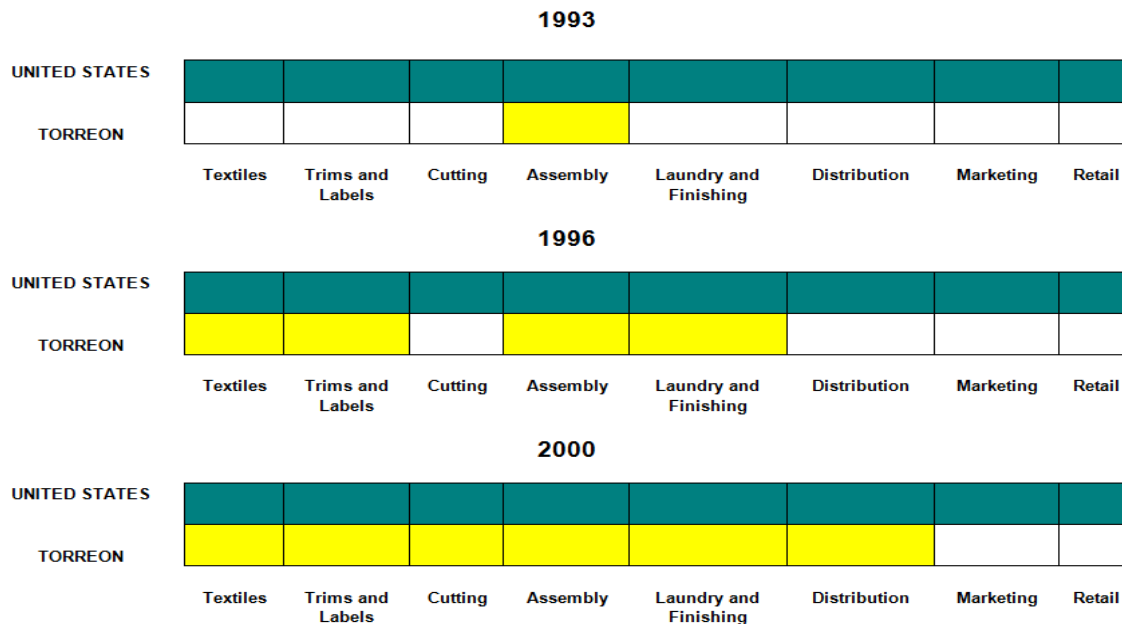 1993
UNITED STATES
TORREON
Textiles Trims and Cutting Assembly Laundry and Distribution Marketing Retail
Labels Finishing
1996
UNITED STATES
TORREON
Textiles Trims and Cutting Assembly Laundry and Distribution Marketing Retail
Labels Finishing
2000
UNITED STATES
TORREON
Textiles Trims and Cutting Assembly Laundry and Distribution Marketing Retail
Labels Finishing